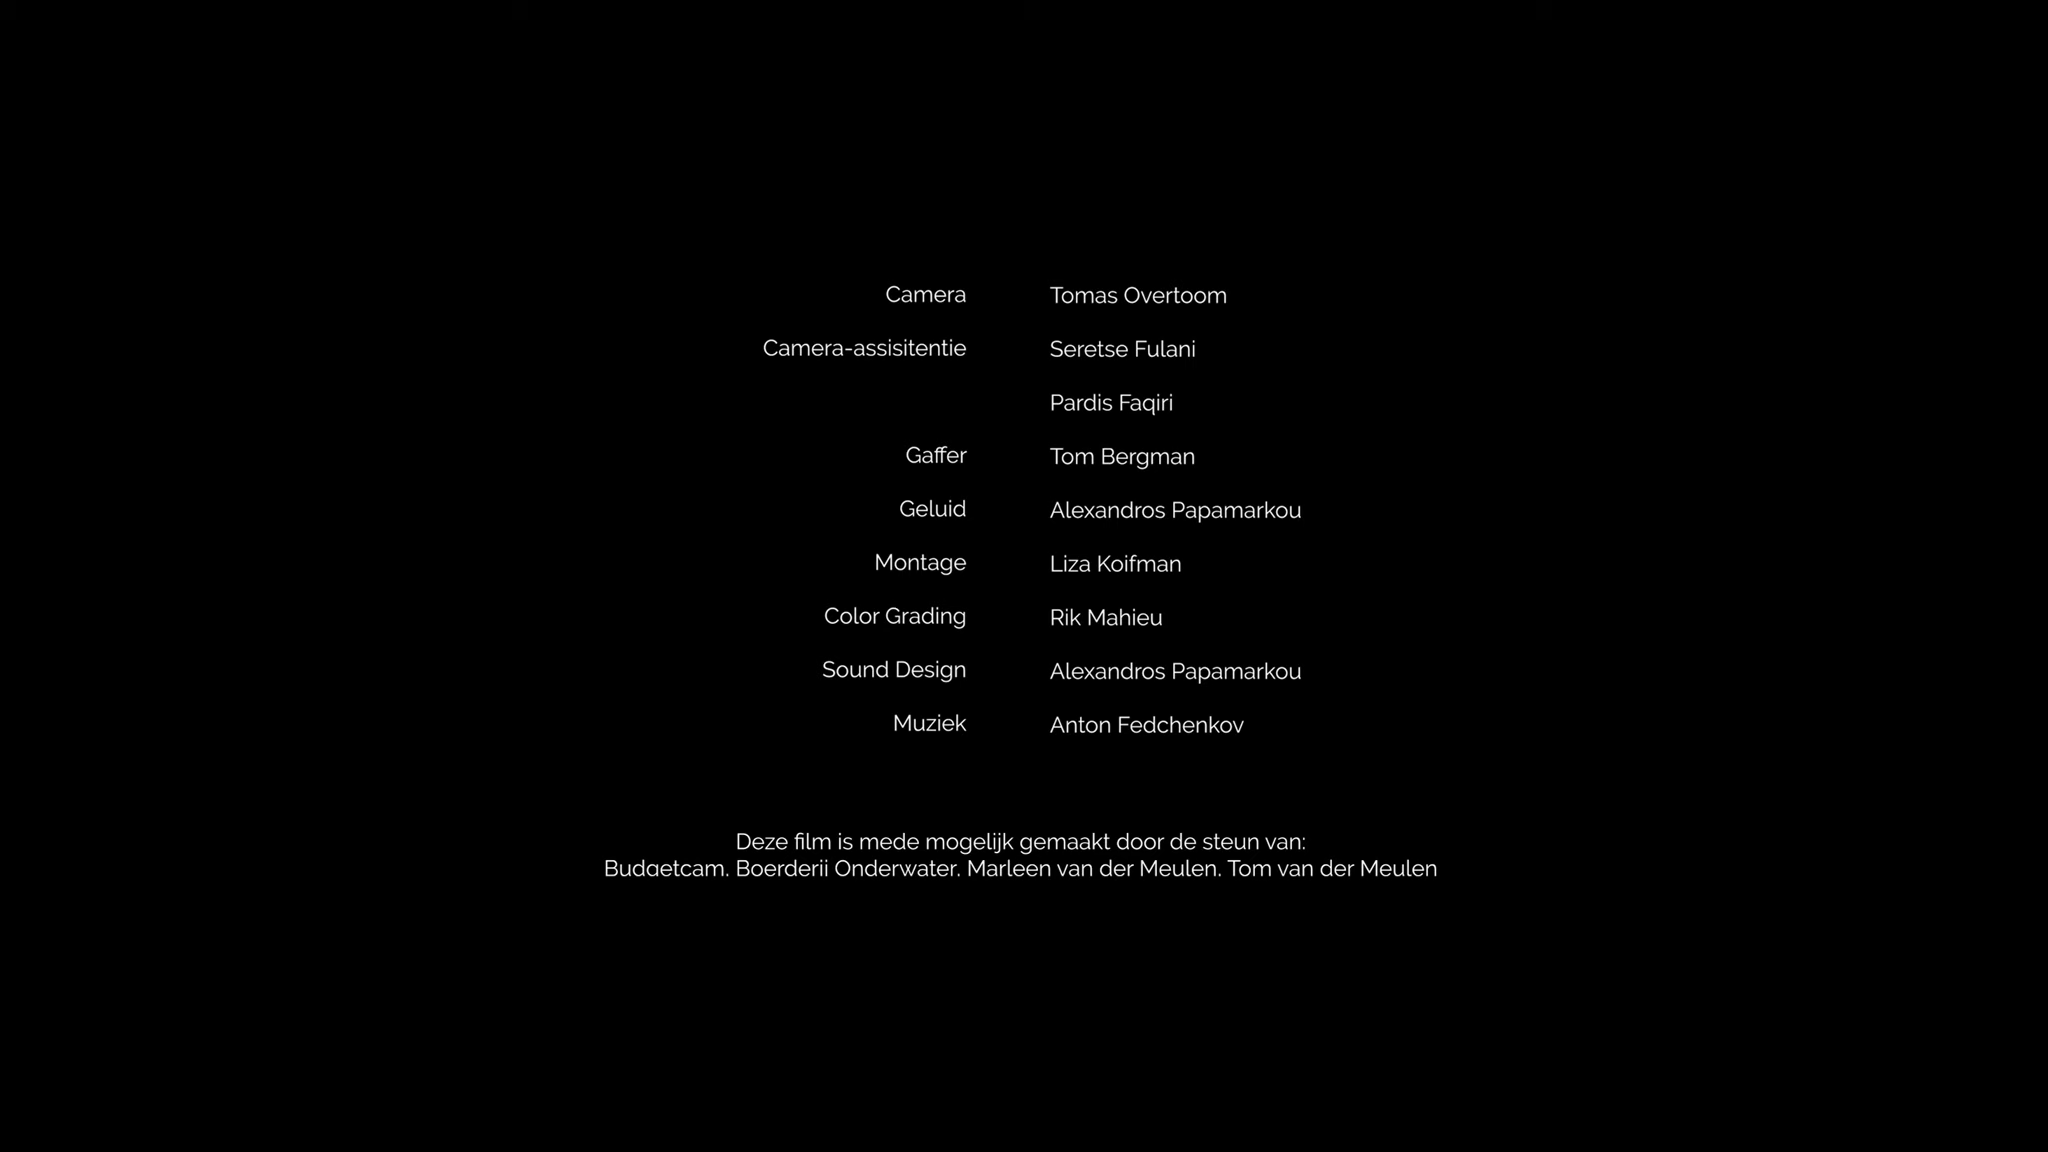 Camera Tomas Overtoom
Camera-assisitentie Seretse Fulani
Pardis Faqiri
Gaffer Tom Bergman
Geluid Alexandros Papamarkou
Montage Liza Koifman
Color Grading Rik Mahieu
Sound Design Alexandros Papamarkou
Muziek Anton Fedchenkov
Deze film is mede mogelijk gemaakt door de steun van:
Budgetcam, Boerderij Onderwater, Marleen van der Meulen, Tom van der Meulen